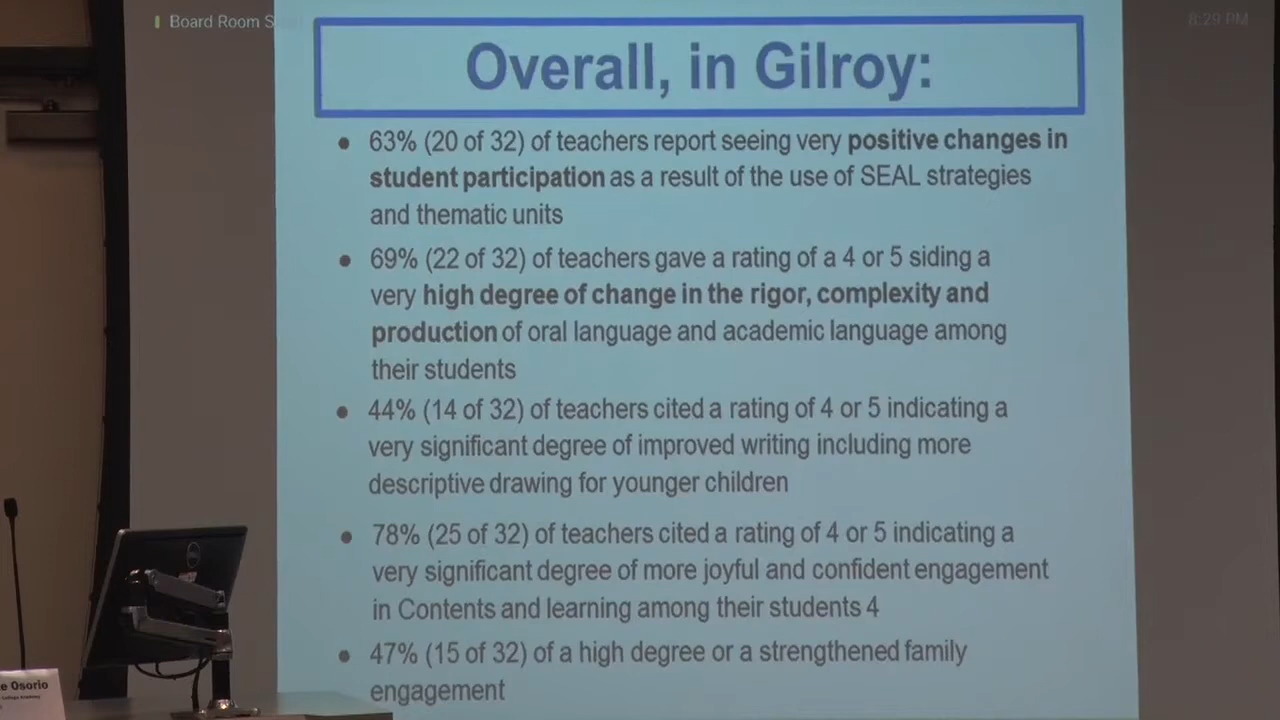 Board Room S
8:29 PM
Overall, in Gilroy:
• 63% (20 of 32) of teachers report seeing very positive changes in
student participation as a result of the use of SEAL strategies
and thematic units
• 69% (22 of 32) of teachers gave a rating of a 4 or 5 siding a
very high degree of change in the rigor, complexity and
production of oral language and academic language among
their students
• 44% (14 of 32) of teachers cited a rating of 4 or 5 indicating a
very significant degree of improved writing including more
descriptive drawing for younger children
• 78% (25 of 32) of teachers cited a rating of 4 or 5 indicating a
very significant degree of more joyful and confident engagement
in Contents and learning among their students 4
• 47% (15 of 32) of a high degree or a strengthened family
engagement
DELL
e Osorio
College Academy